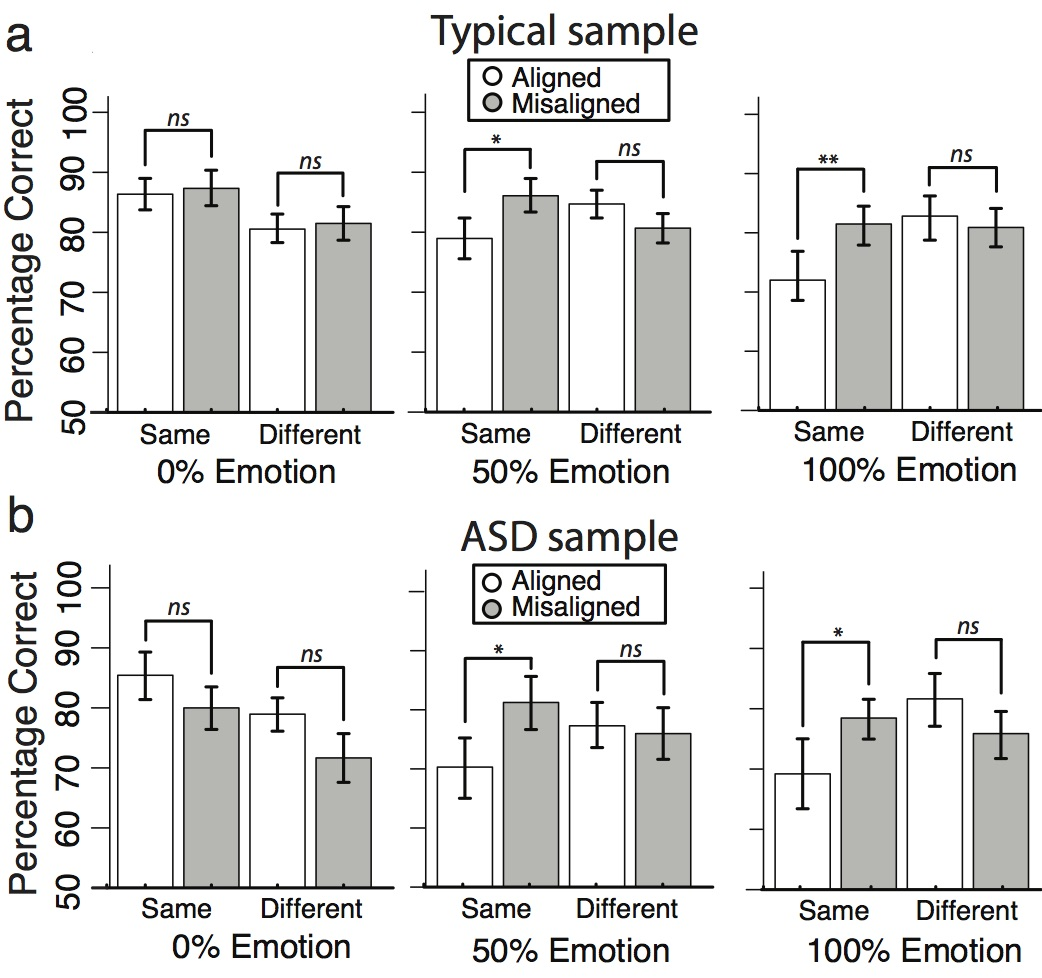 a
Typical sample
Aligned
Misaligned
Percentage Correct
100
90
80
70
60
50
ns
ns
*
ns
**
ns
Same Different
Same Different
Same Different
0% Emotion
50% Emotion
100% Emotion
b
ASD sample
Aligned
Misaligned
Percentage Correct
100
90
80
70
60
50
ns
ns
*
ns
*
ns
Same Different
Same Different
Same Different
0% Emotion
50% Emotion
100% Emotion